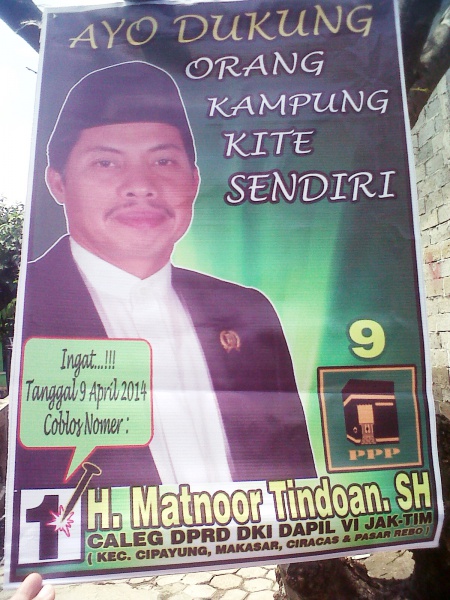 AYO DUKUNG
ORANG
KAMPUNG
KITE
SENDIRI
9
PPP
Ingat...!!!
Tanggal 9 April 2014
Coblos Nomer :
1
H. Matnoor Tindoan. SH
CALEG DPRD DKI DAPIL VI JAK-TIM
( KEC. CIPAYUNG, MAKASAR, CIRACAS & PASAR REBO )